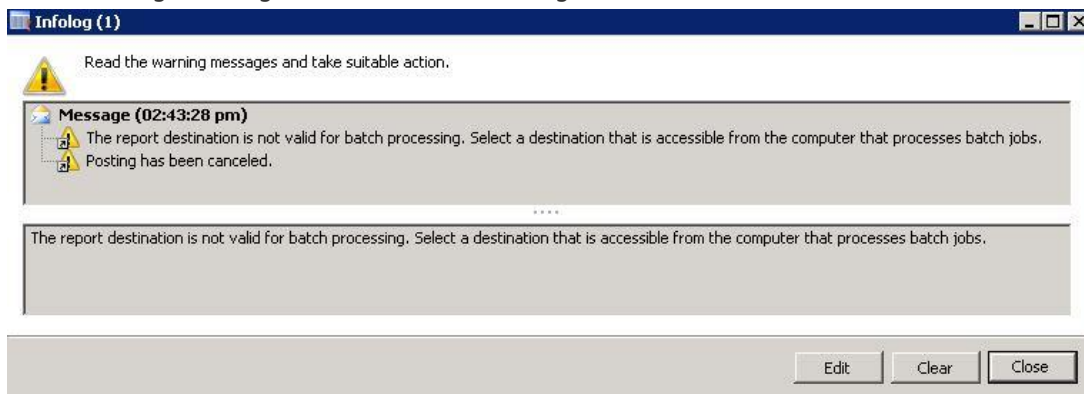 Infolog (1)
Read the warning messages and take suitable action.
Message (02:43:28 pm)
The report destination is not valid for batch processing. Select a destination that is accessible from the computer that processes batch jobs.
Posting has been canceled.
The report destination is not valid for batch processing. Select a destination that is accessible from the computer that processes batch jobs.
Edit Clear Close